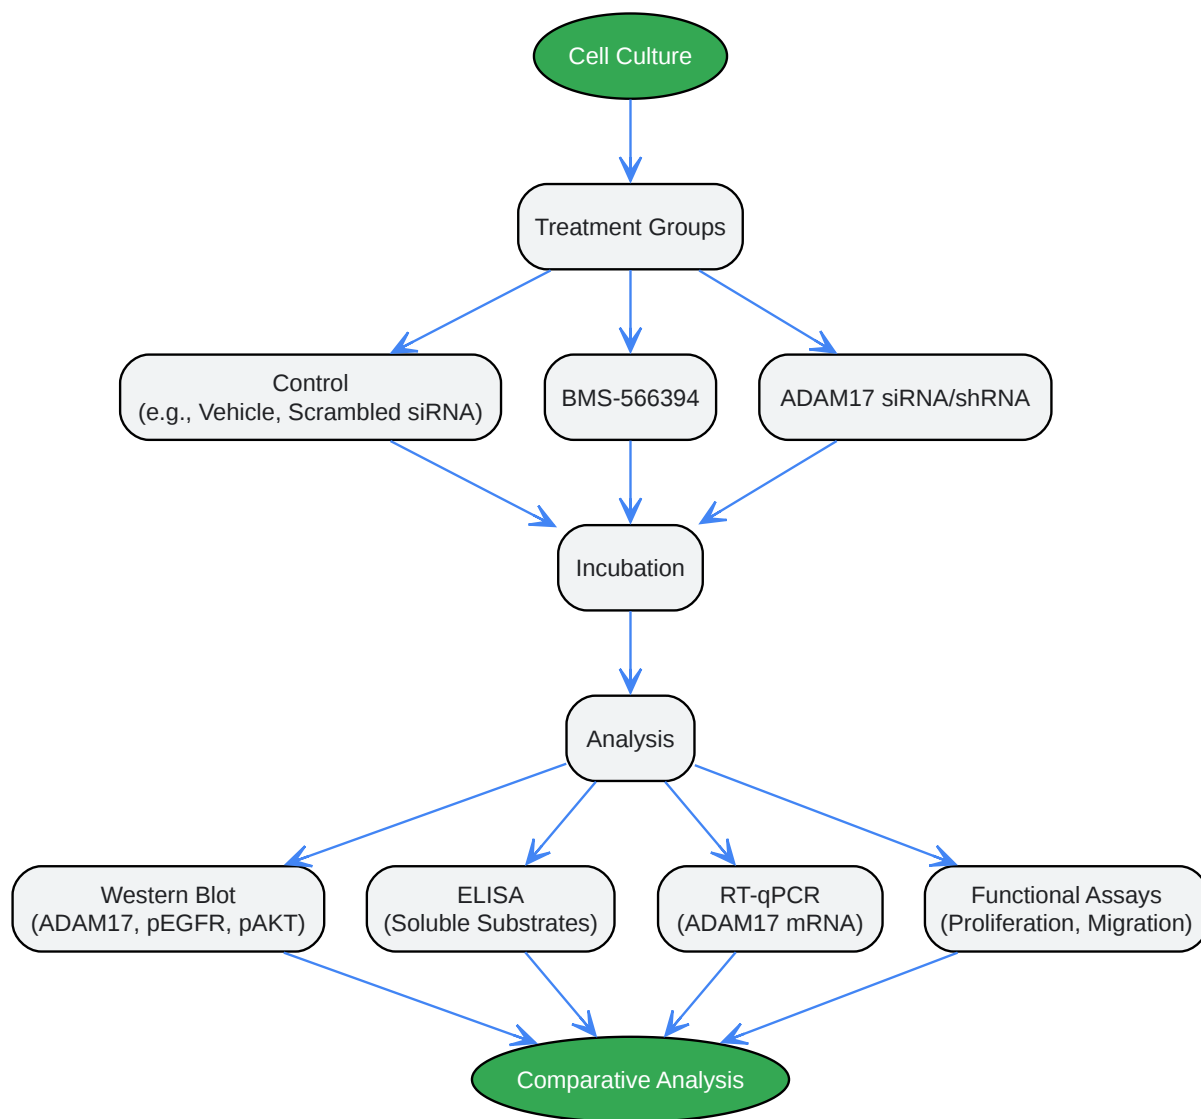 Cell Culture
Treatment Groups
Control
(e.g., Vehicle, Scrambled siRNA)
BMS-566394
ADAM17 siRNA/shRNA
Incubation
Analysis
Western Blot
(ADAM17, pEGFR, pAKT)
ELISA
(Soluble Substrates)
RT-qPCR
(ADAM17 mRNA)
Functional Assays
(Proliferation, Migration)
Comparative Analysis